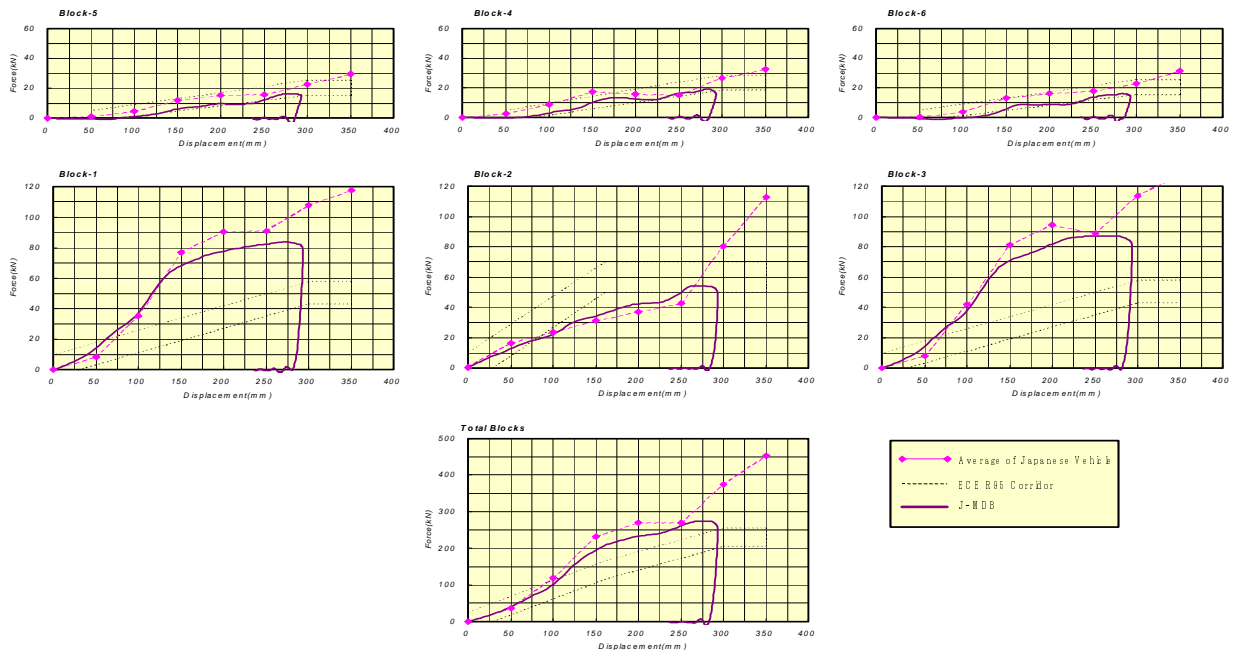 Block-5
Block-4
Block-6
60
40
20
0
Force(kN)
0 50 100 150 200 250 300 350 400
Displacement(mm)
60
40
20
0
Force(kN)
0 50 100 150 200 250 300 350 400
Displacement(mm)
60
40
20
0
Force(kN)
0 50 100 150 200 250 300 350 400
Displacement(mm)
Block-1
Block-2
Block-3
120
100
80
60
40
20
0
Force(kN)
0 50 100 150 200 250 300 350 400
Displacement(mm)
120
100
80
60
40
20
0
Force(kN)
0 50 100 150 200 250 300 350 400
Displacement(mm)
120
100
80
60
40
20
0
Force(kN)
0 50 100 150 200 250 300 350 400
Displacement(mm)
Total Blocks
500
400
300
200
100
0
Force(kN)
0 50 100 150 200 250 300 350 400
Displacement(mm)
Average of Japanese Vehicle
ECE R95 Corridor
J-MDB